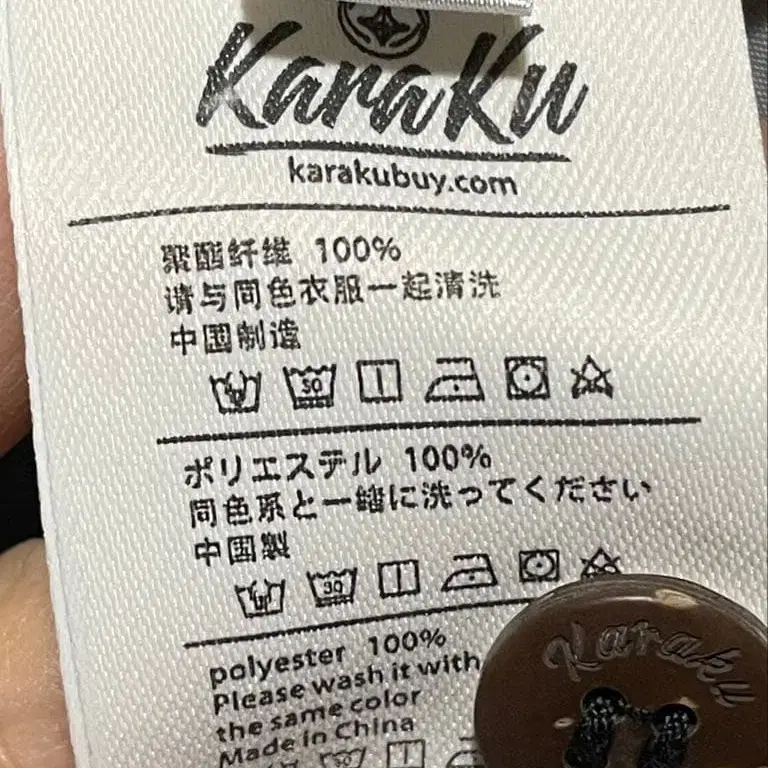 KaraKu
karakubuy.com
聚酯纤维 100%
请与同色衣服一起清洗
中国制造
30
ポリエステル 100%
同色系と一緒に洗ってください
中国製
30
polyester 100%
Please wash it with
the same color
Made in China
Karaku